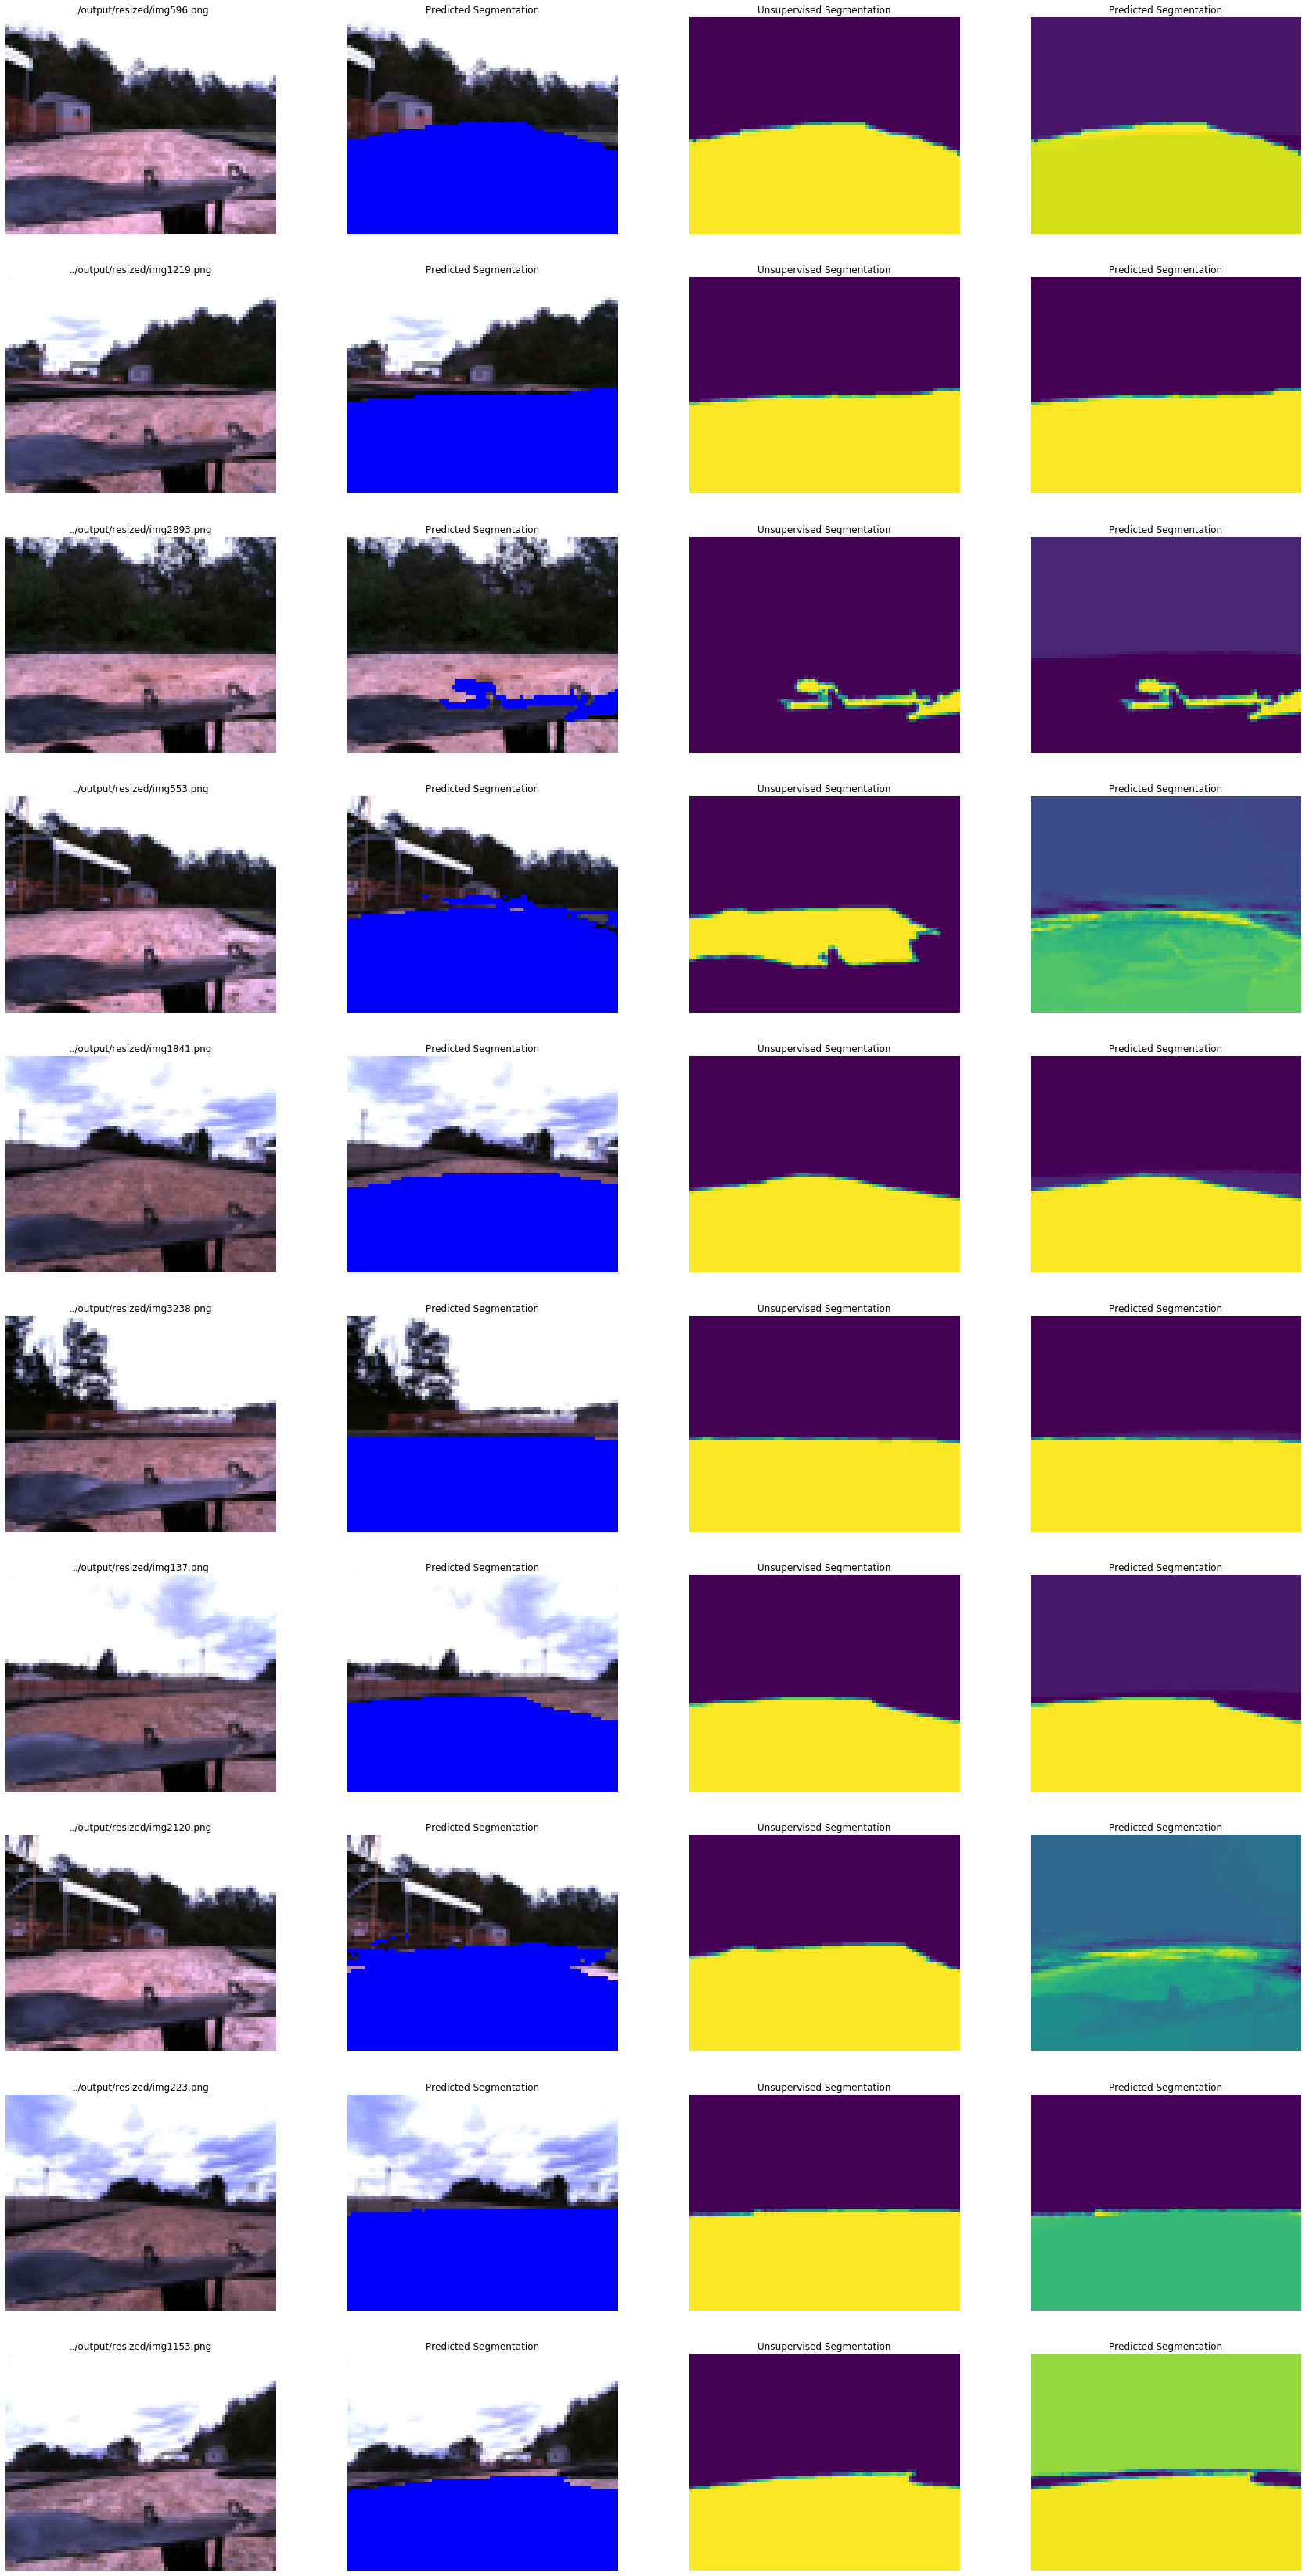 ../output/resized/img596.png
Predicted Segmentation
Unsupervised Segmentation
Predicted Segmentation
../output/resized/img1219.png
Predicted Segmentation
Unsupervised Segmentation
Predicted Segmentation
../output/resized/img2893.png
Predicted Segmentation
Unsupervised Segmentation
Predicted Segmentation
../output/resized/img553.png
Predicted Segmentation
Unsupervised Segmentation
Predicted Segmentation
../output/resized/img1841.png
Predicted Segmentation
Unsupervised Segmentation
Predicted Segmentation
../output/resized/img3238.png
Predicted Segmentation
Unsupervised Segmentation
Predicted Segmentation
../output/resized/img137.png
Predicted Segmentation
Unsupervised Segmentation
Predicted Segmentation
../output/resized/img2120.png
Predicted Segmentation
Unsupervised Segmentation
Predicted Segmentation
../output/resized/img223.png
Predicted Segmentation
Unsupervised Segmentation
Predicted Segmentation
../output/resized/img1153.png
Predicted Segmentation
Unsupervised Segmentation
Predicted Segmentation